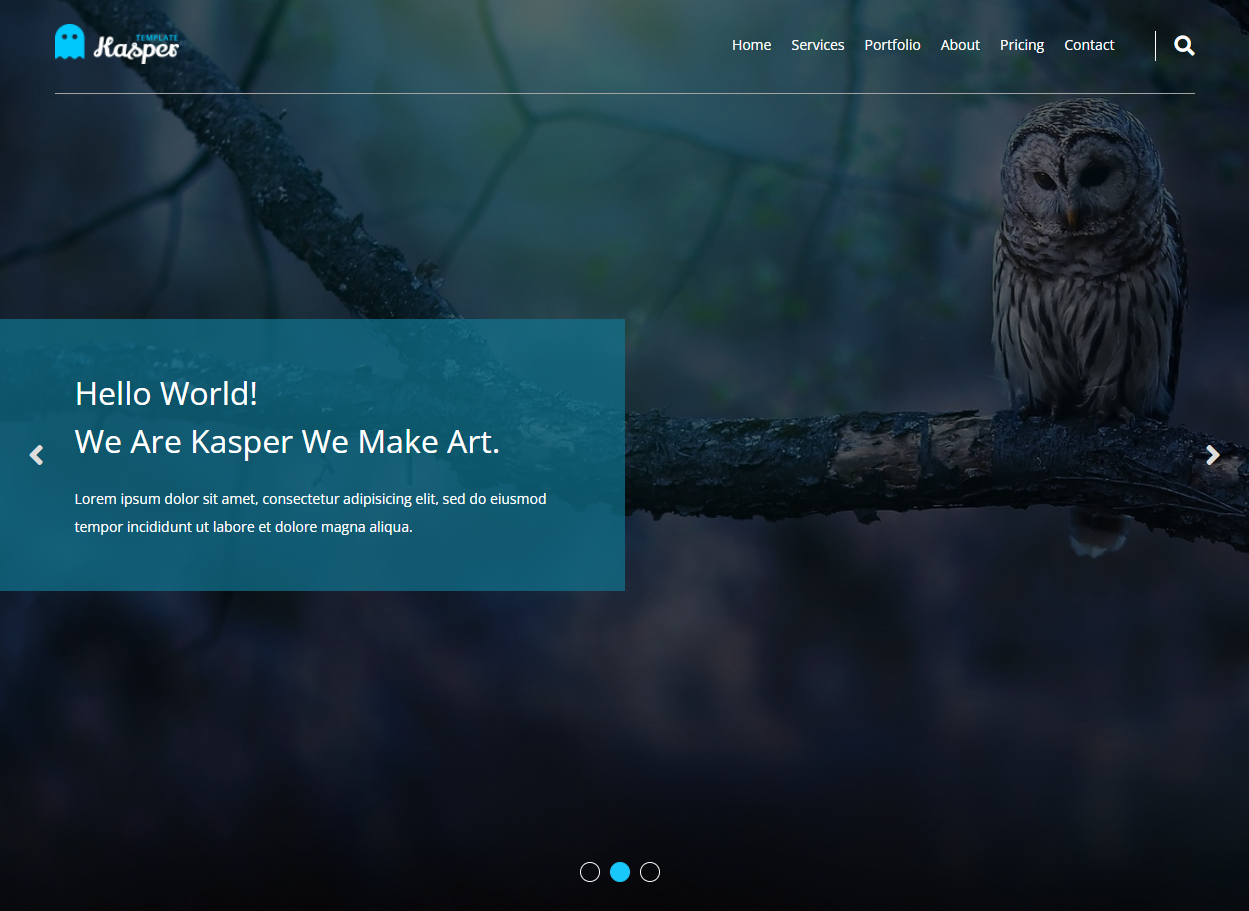 TEMPLATE
Kasper
Home Services Portfolio About Pricing Contact
Hello World!
We Are Kasper We Make Art.
Lorem ipsum dolor sit amet, consectetur adipisicing elit, sed do eiusmod
tempor incididunt ut labore et dolore magna aliqua.